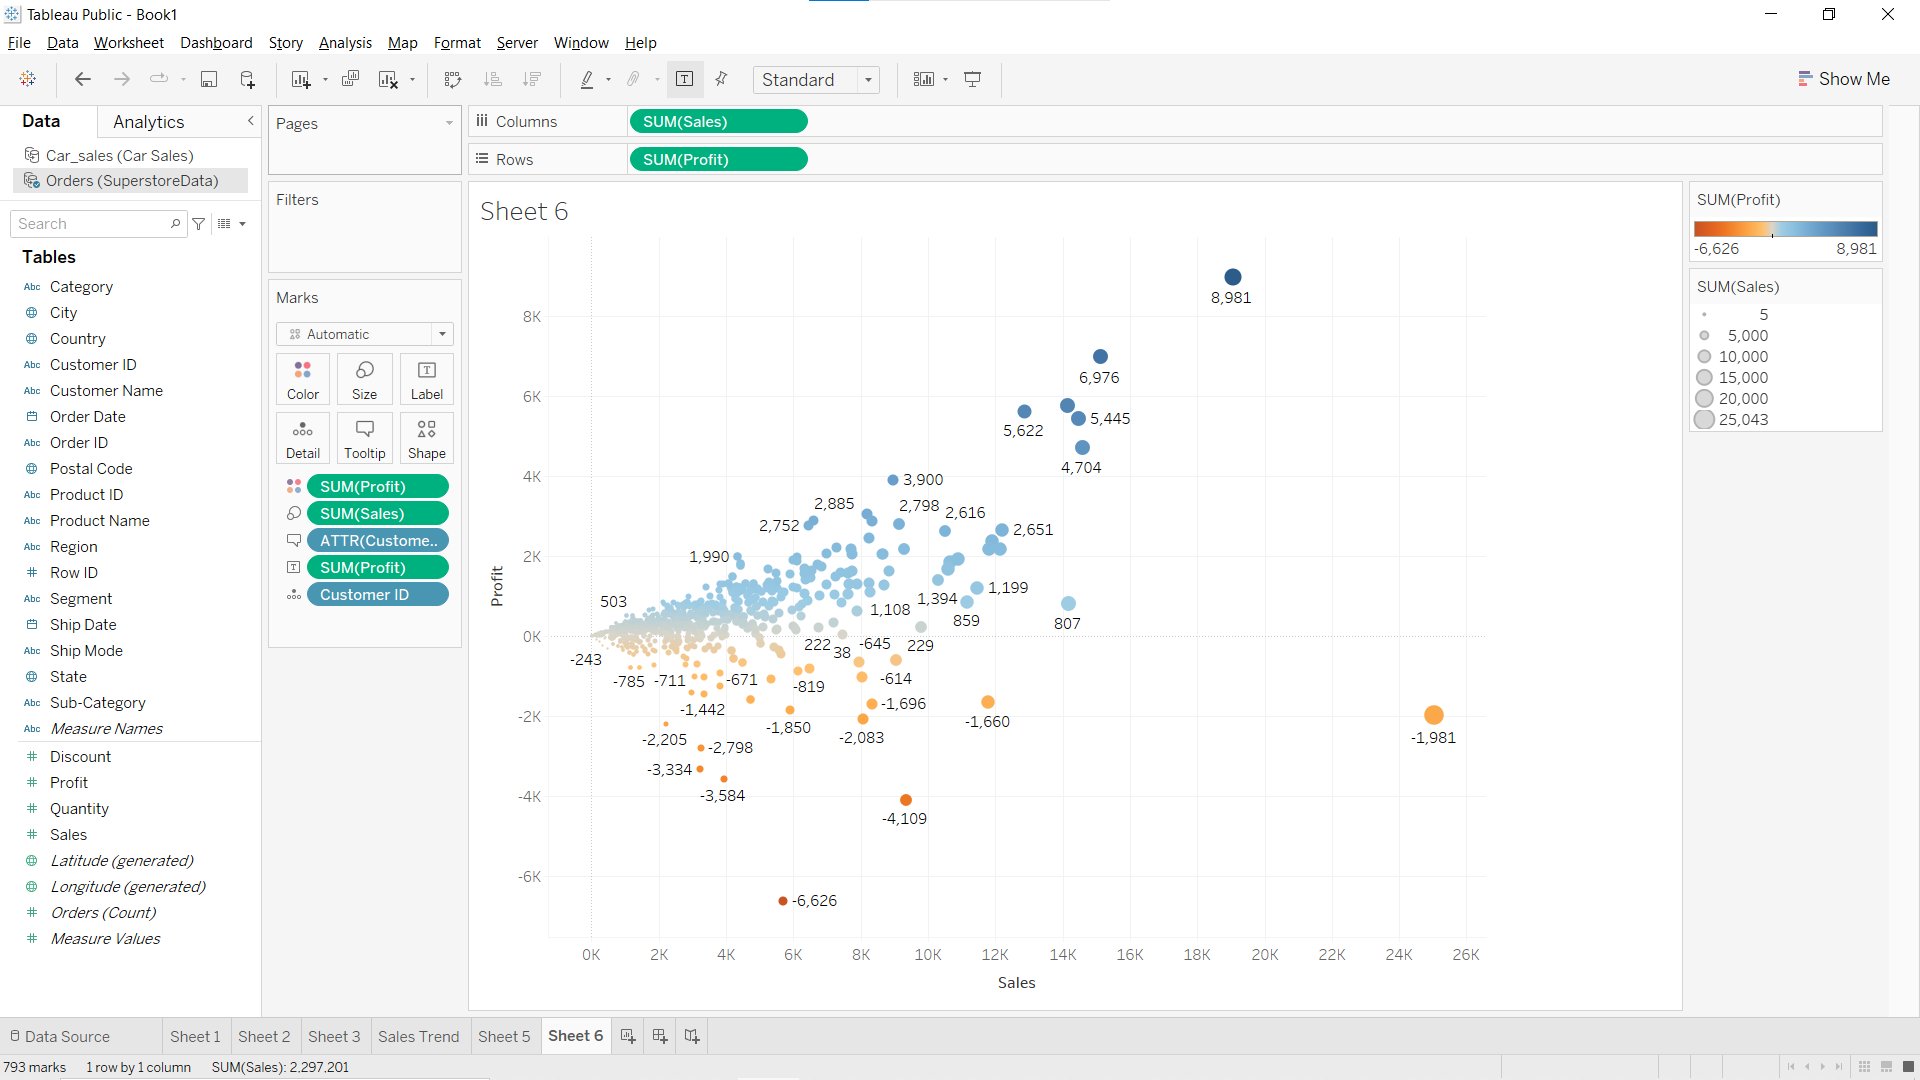 Tableau Public - Book1
File Data Worksheet Dashboard Story Analysis Map Format Server Window Help
Standard
Show Me
Data Analytics
Car_sales (Car Sales)
Orders (SuperstoreData)
Search
Tables
Abc Category
City
Country
Abc Customer ID
Abc Customer Name
Order Date
Abc Order ID
Postal Code
Abc Product ID
Abc Product Name
Abc Region
# Row ID
Abc Segment
Ship Date
Abc Ship Mode
State
Abc Sub-Category
Abc Measure Names
# Discount
# Profit
# Quantity
# Sales
Latitude (generated)
Longitude (generated)
# Orders (Count)
# Measure Values
Pages
Filters
Marks
Automatic
Color Size Label
Detail Tooltip Shape
SUM(Profit)
SUM(Sales)
ATTR(Custome..
SUM(Profit)
Customer ID
Columns SUM(Sales)
Rows SUM(Profit)
Sheet 6
8,981
8K
6,976
6K
5,445
5,622
4,704
4K
3,900
2,885 2,798 2,616
2,752 2,651
2K 1,990
1,199
503 1,394
1,108
859 807
0K
222 38 -645 229
-243
-785 -711 -671 -819 -614
-1,442 -1,696
-2K
-1,850 -1,660
-2,205 -2,083 -1,981
-2,798
-3,334
-3,584
-4K
-4,109
-6K
-6,626
Profit
0K 2K 4K 6K 8K 10K 12K 14K 16K 18K 20K 22K 24K 26K
Sales
SUM(Profit)
-6,626 8,981
SUM(Sales)
5
5,000
10,000
15,000
20,000
25,043
Data Source Sheet 1 Sheet 2 Sheet 3 Sales Trend Sheet 5 Sheet 6
793 marks 1 row by 1 column SUM(Sales): 2,297,201